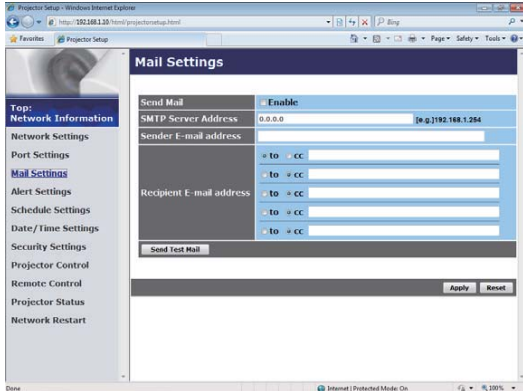 Projector Setup - Windows Internet Explorer
http://192.168.1.10/html/projectorsetup.html
Bing
Favorites Projector Setup Page Safety Tools
Mail Settings
Top:
Network Information
Network Settings
Port Settings
Mail Settings
Alert Settings
Schedule Settings
Date/Time Settings
Security Settings
Projector Control
Remote Control
Projector Status
Network Restart
Send Mail Enable
SMTP Server Address 0.0.0.0 [e.g.]192.168.1.254
Sender E-mail address
Recipient E-mail address
to cc
to cc
to cc
to cc
to cc
Send Test Mail
Apply Reset
Done Internet | Protected Mode: On 100%